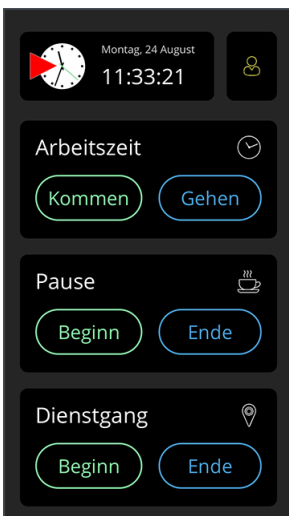 Montag, 24 August
11:33:21
Arbeitszeit
Kommen Gehen
Pause
Beginn Ende
Dienstgang
Beginn Ende